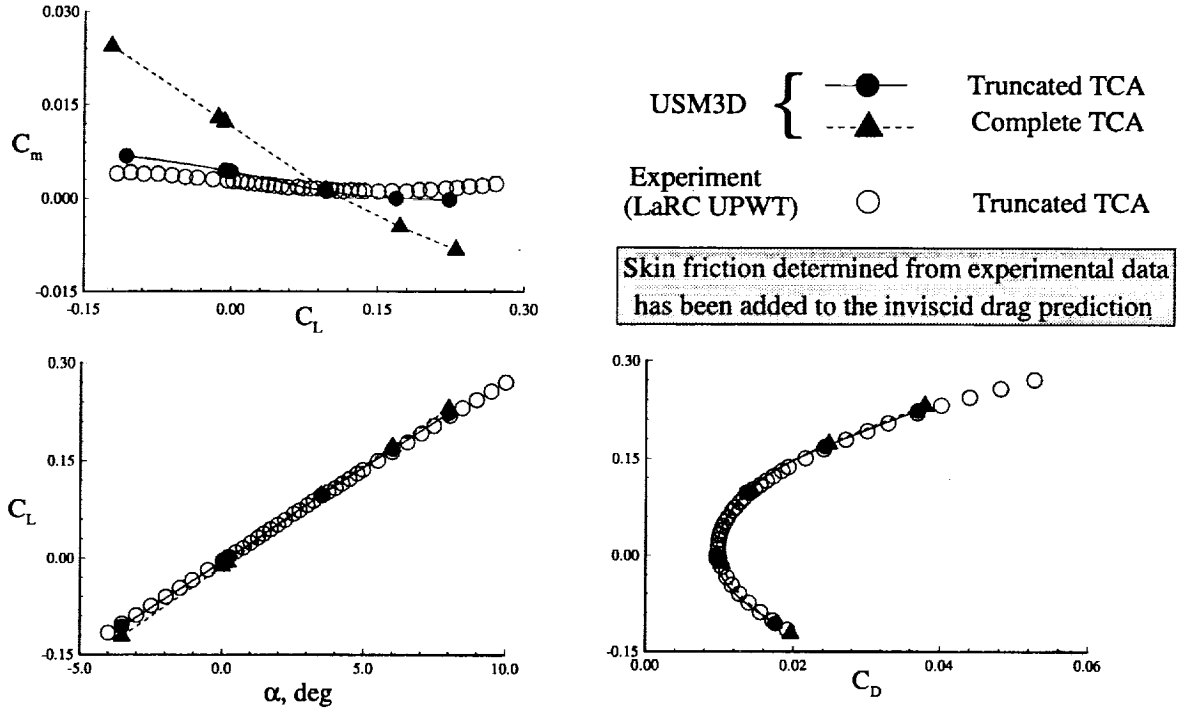 0.030
0.015
C_m
0.000
-0.015
-0.15
0.00
0.15
0.30
C_L
USM3D {
Truncated TCA
Complete TCA
Experiment
(LaRC UPWT)
Truncated TCA
Skin friction determined from experimental data
has been added to the inviscid drag prediction
0.30
0.15
C_L
0.00
-0.15
-5.0
0.0
5.0
10.0
α, deg
0.30
0.15
0.00
-0.15
0.00
0.02
0.04
0.06
C_D